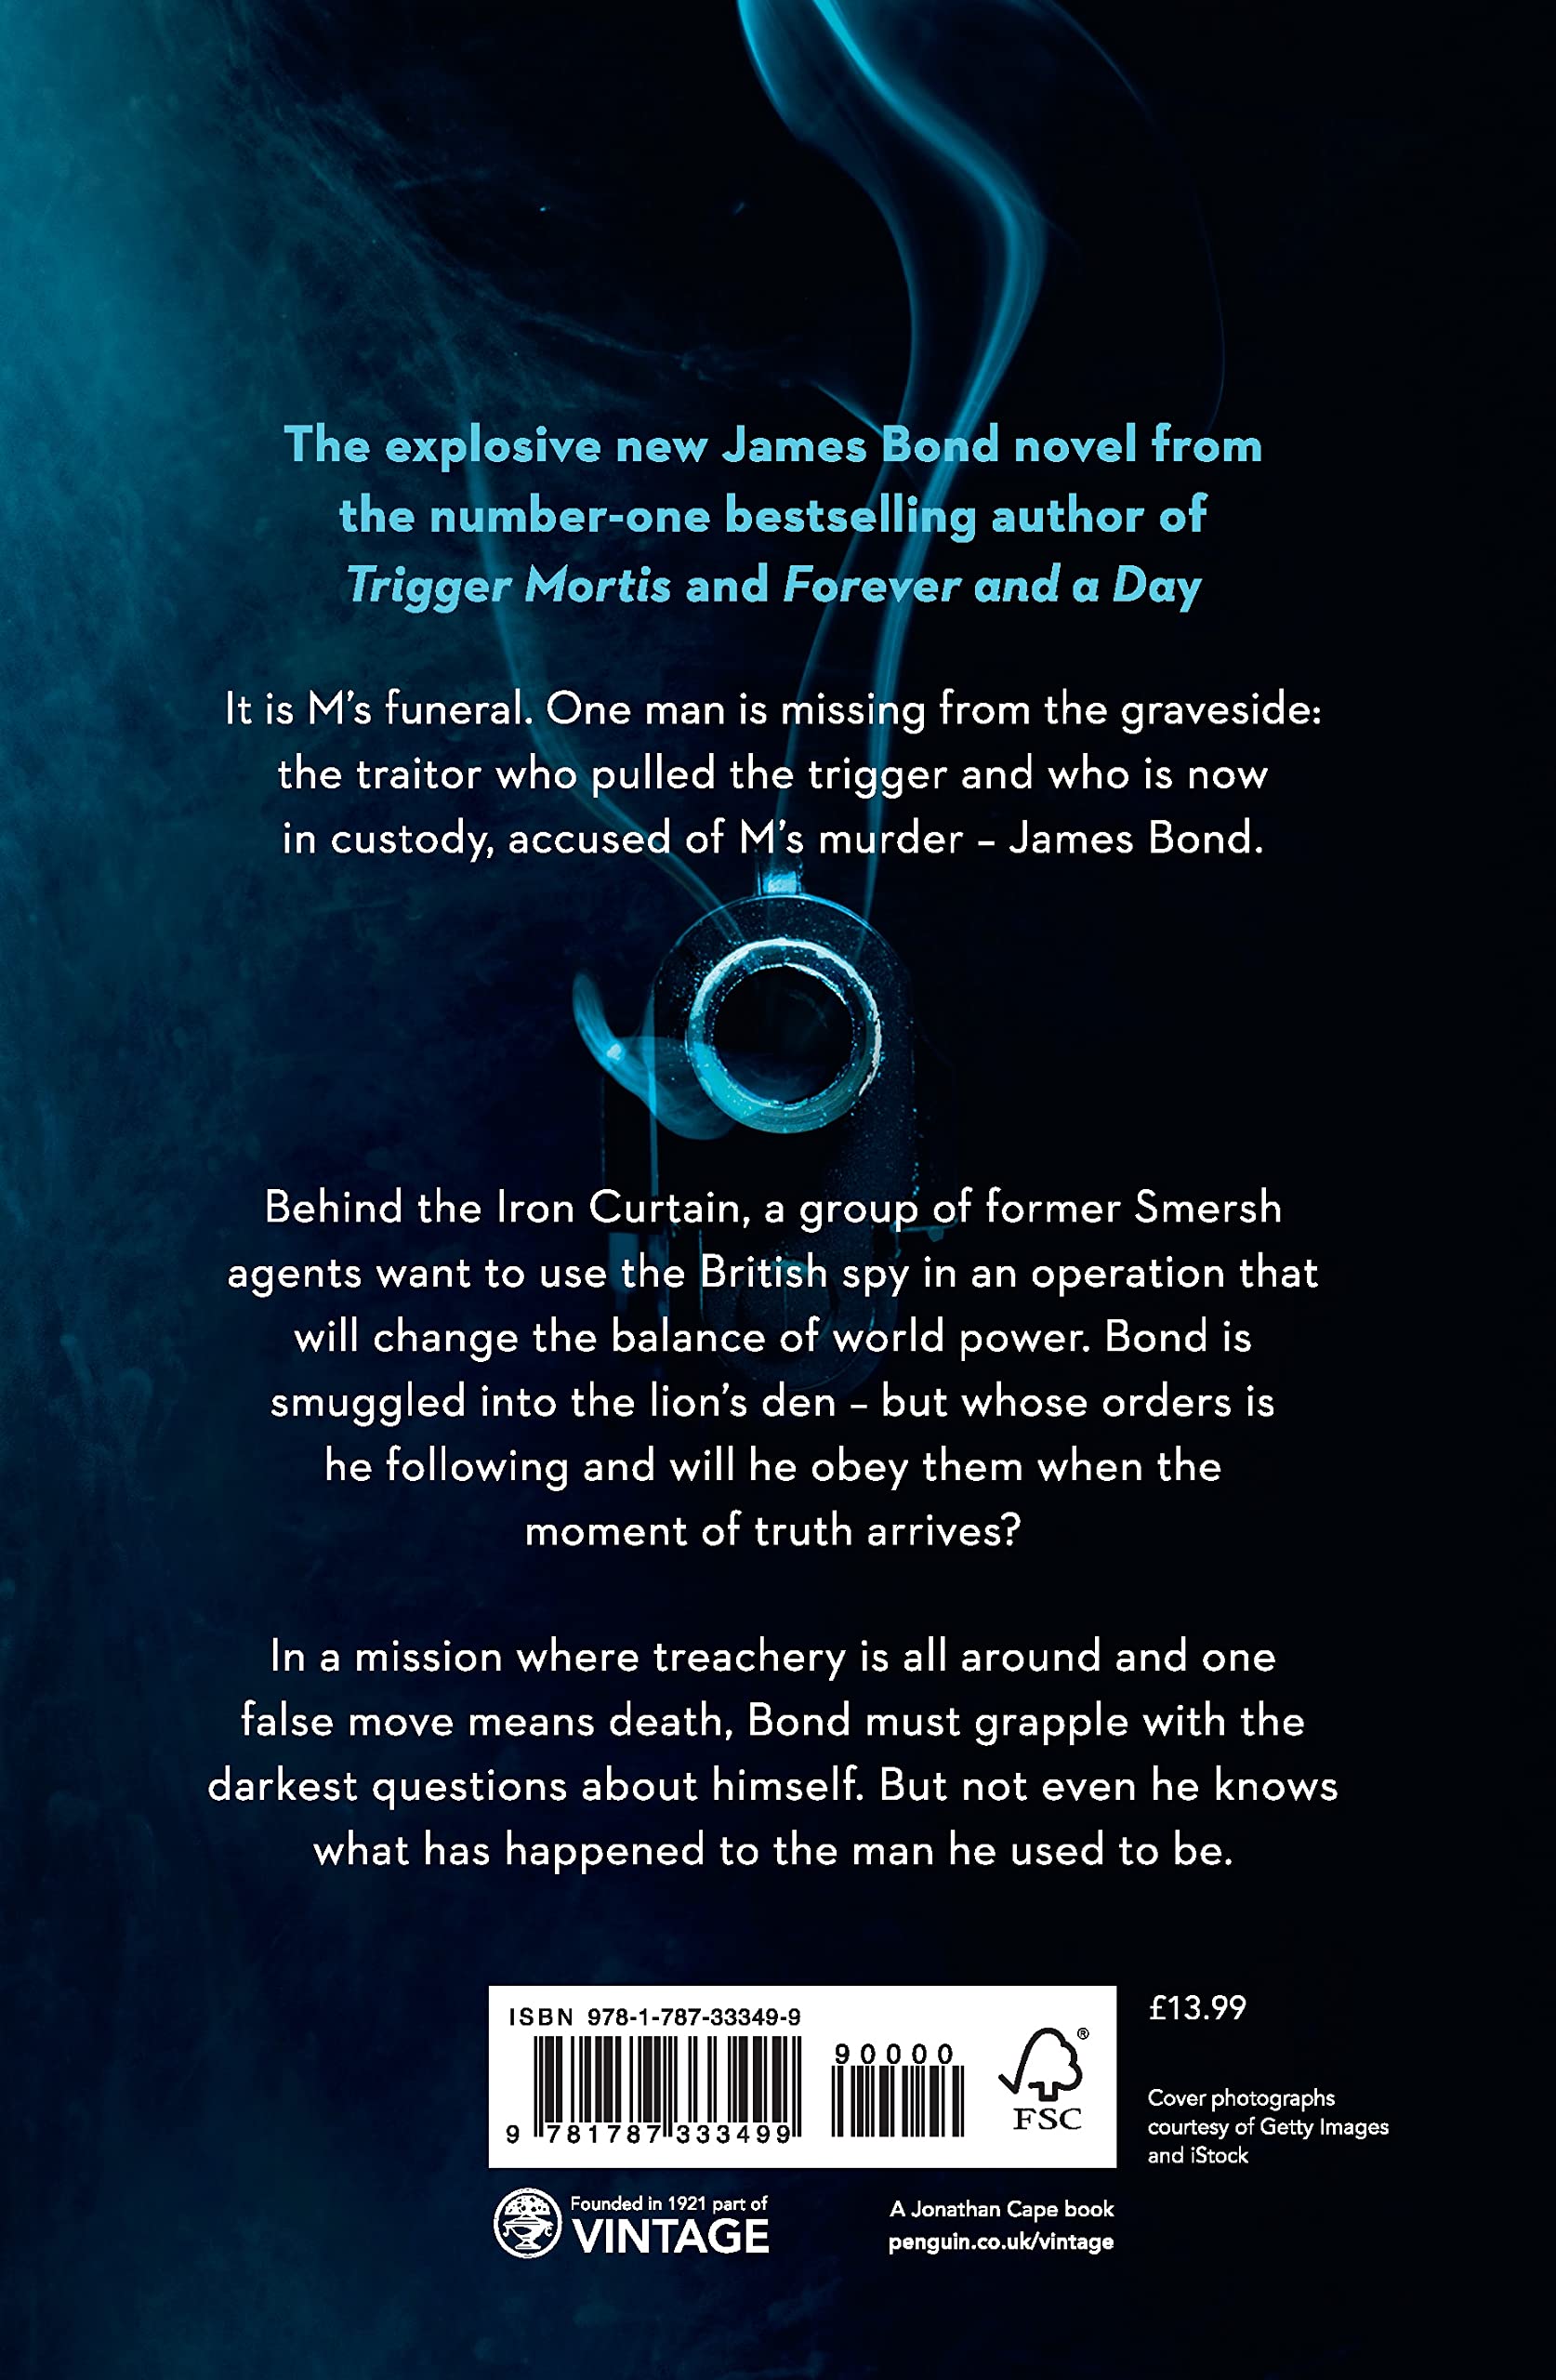 The explosive new James Bond novel from
the number-one bestselling author of
Trigger Mortis and Forever and a Day
It is M’s funeral. One man is missing from the graveside:
the traitor who pulled the trigger and who is now
in custody, accused of M’s murder – James Bond.
Behind the Iron Curtain, a group of former Smersh
agents want to use the British spy in an operation that
will change the balance of world power. Bond is
smuggled into the lion’s den – but whose orders is
he following and will he obey them when the
moment of truth arrives?
In a mission where treachery is all around and one
false move means death, Bond must grapple with the
darkest questions about himself. But not even he knows
what has happened to the man he used to be.
ISBN 978-1-787-33349-9
90000
9 781787 333499
FSC
®
£13.99
Cover photographs
courtesy of Getty Images
and iStock
Founded in 1921 part of
VINTAGE
A Jonathan Cape book
penguin.co.uk/vintage